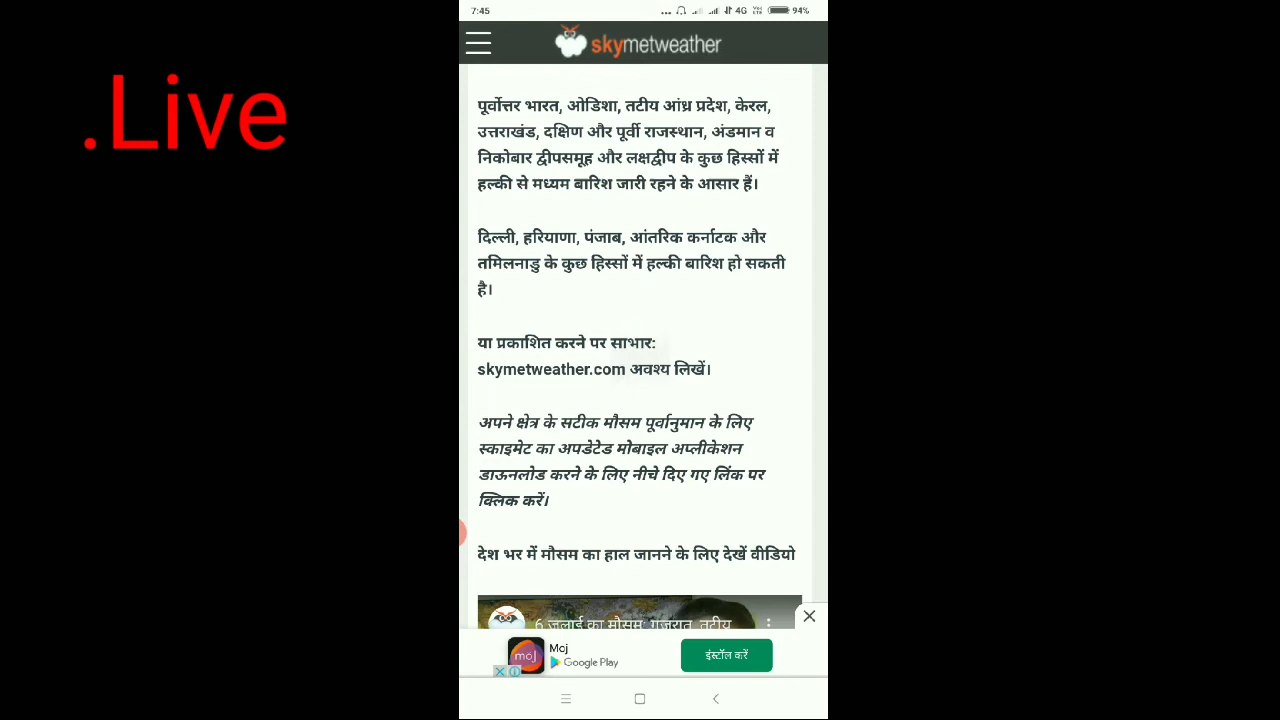 7:45
... 4G 94%
.Live
skymetweather
पूर्वोत्तर भारत, ओडिशा, तटीय आंध्र प्रदेश, केरल,
उत्तराखंड, दक्षिण और पूर्वी राजस्थान, अंडमान व
निकोबार द्वीपसमूह और लक्षद्वीप के कुछ हिस्सों में
हल्की से मध्यम बारिश जारी रहने के आसार हैं।
दिल्ली, हरियाणा, पंजाब, आंतरिक कर्नाटक और
तमिलनाडु के कुछ हिस्सों में हल्की बारिश हो सकती
है।
या प्रकाशित करने पर साभार:
skymetweather.com अवश्य लिखें।
अपने क्षेत्र के सटीक मौसम पूर्वानुमान के लिए
स्काइमेट का अपडेटेड मोबाइल अप्लीकेशन
डाऊनलोड करने के लिए नीचे दिए गए लिंक पर
क्लिक करें।
देश भर में मौसम का हाल जानने के लिए देखें वीडियो
6 जुलाई का मौसम: गुजरात, तटीय
moj
Moj
Google Play
इंस्टॉल करें